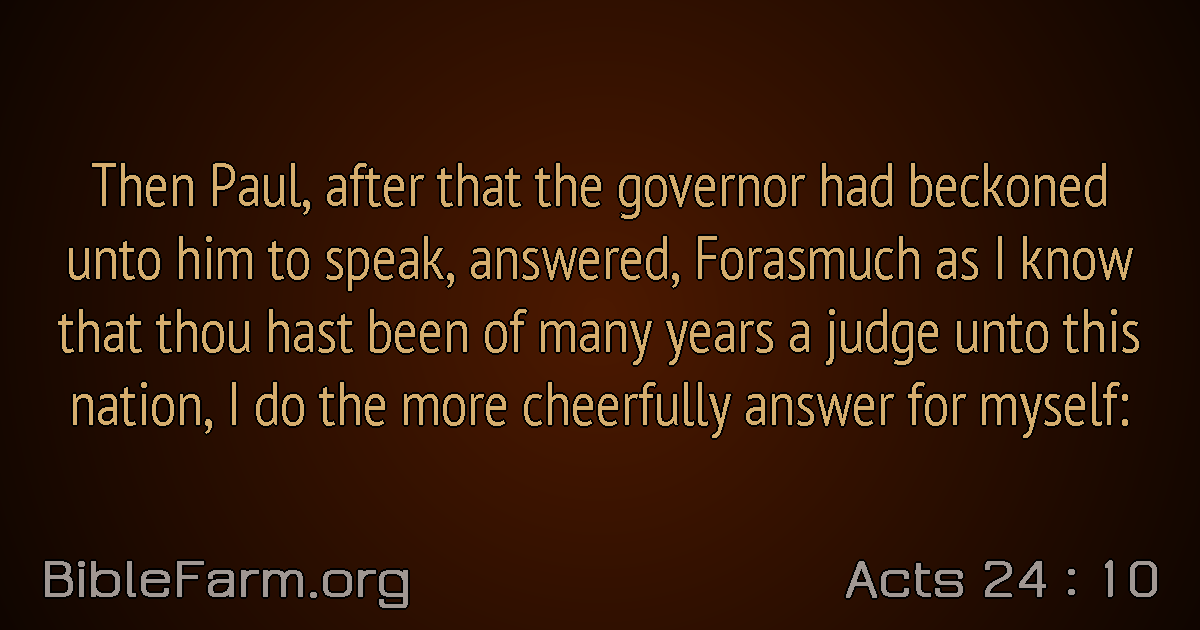 Then Paul, after that the governor had beckoned
unto him to speak, answered, Forasmuch as I know
that thou hast been of many years a judge unto this
nation, I do the more cheerfully answer for myself:
BibleFarm.org
Acts 24 : 10